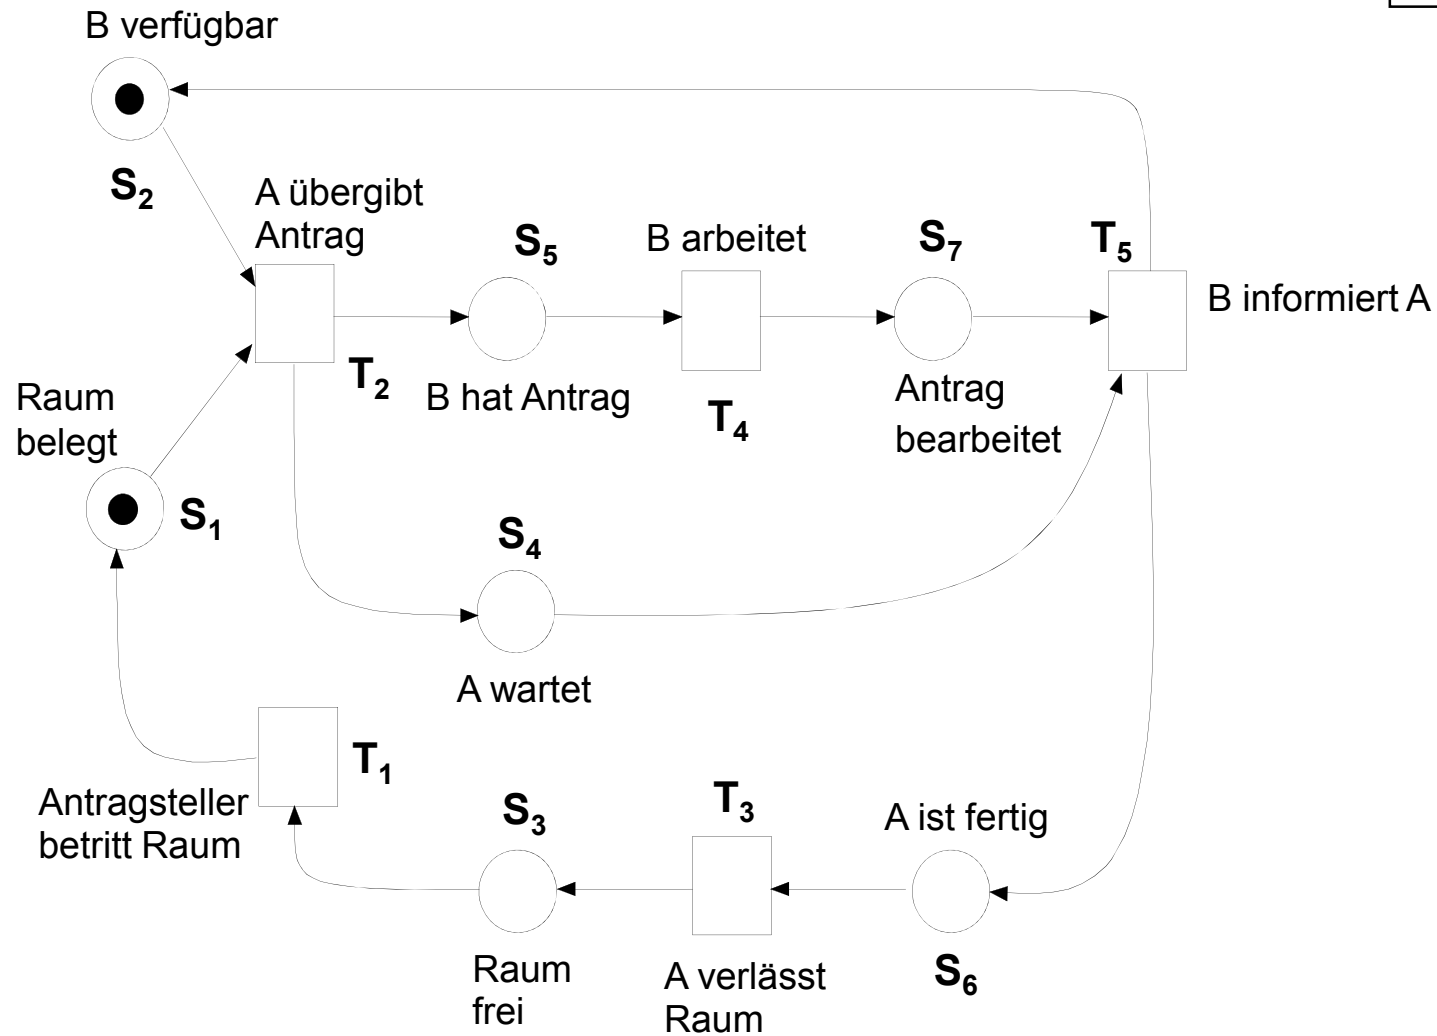 B verfügbar
S2
A übergibt
Antrag
T2
S5
B hat Antrag
B arbeitet
T4
S7
Antrag
bearbeitet
T5
B informiert A
Raum
belegt
S1
S4
A wartet
T1
Antragsteller
betritt Raum
S3
Raum
frei
T3
A verlässt
Raum
A ist fertig
S6